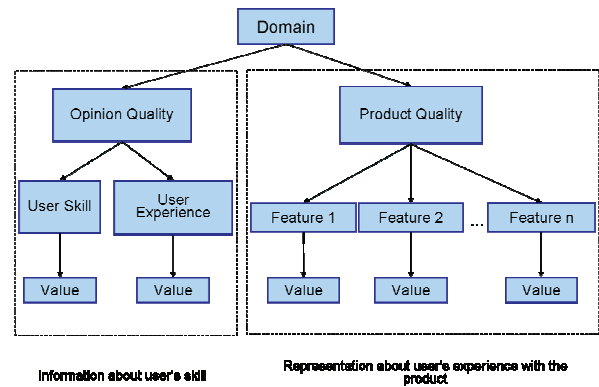 Domain
Opinion Quality
Product Quality
User Skill
User
Experience
Feature 1
Feature 2
...
Feature n
Value
Value
Value
Value
Value
Information about user's skill
Representation about user's experience with the
product